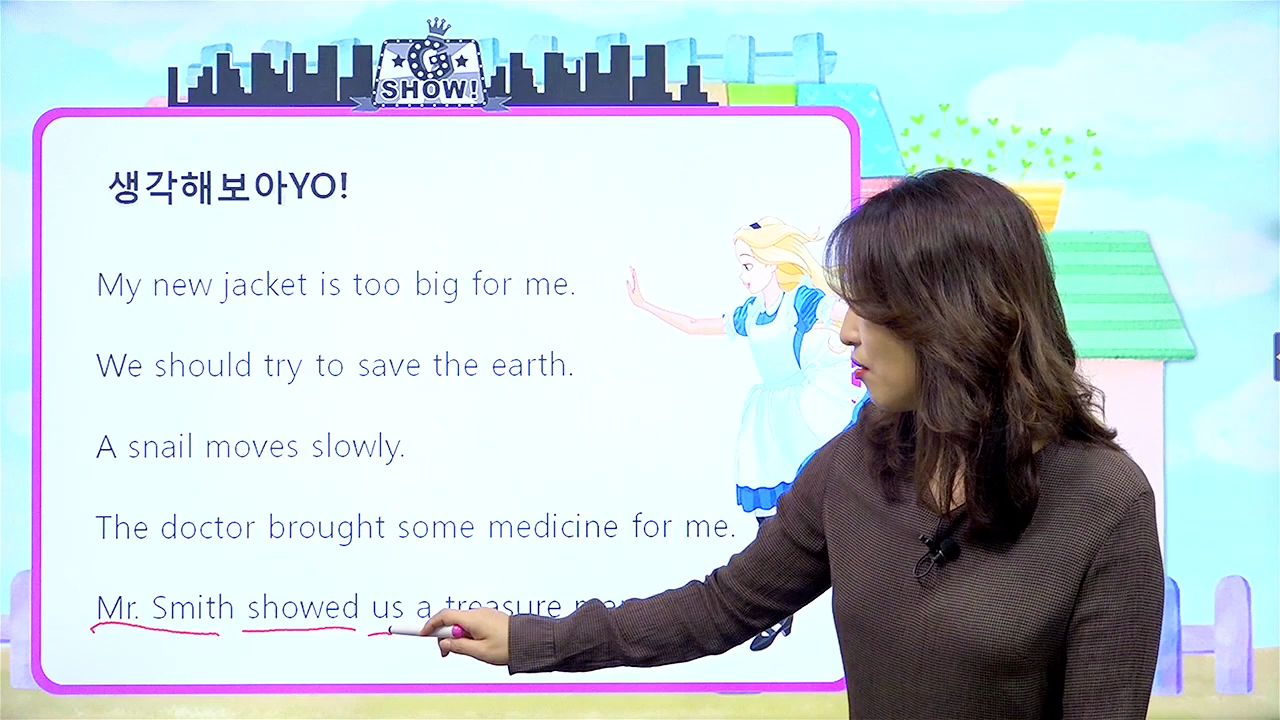 G
SHOW!
생각해보아YO!
My new jacket is too big for me.
We should try to save the earth.
A snail moves slowly.
The doctor brought some medicine for me.
Mr. Smith showed us a treasure